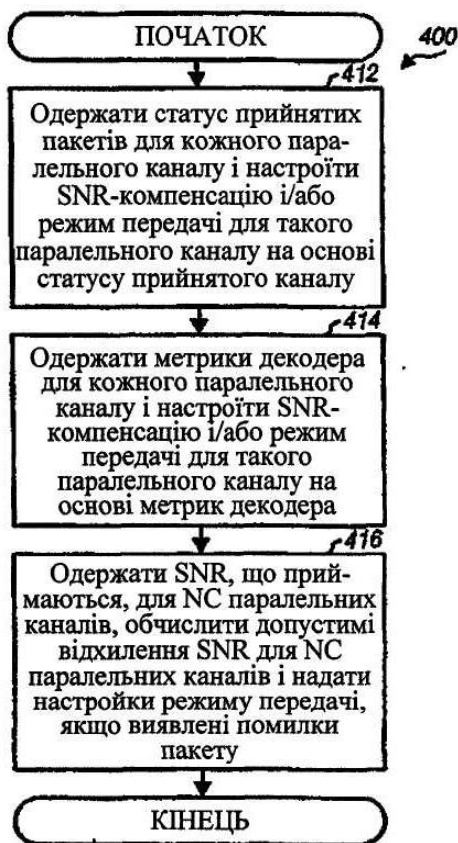 ПОЧАТОК
400
412
Одержати статус прийнятих
пакетів для кожного пара-
лельного каналу і настроїти
SNR-компенсацію і/або
режим передачі для такого
паралельного каналу на основі
статусу прийнятого каналу
414
Одержати метрики декодера
для кожного паралельного
каналу і настроїти SNR-
компенсацію і/або режим
передачі для такого
паралельного каналу на
основі метрик декодера
416
Одержати SNR, що прий-
маються, для NC паралельних
каналів, обчислити допустимі
відхилення SNR для NC
паралельних каналів і надати
настройки режиму передачі,
якщо виявлені помилки
пакету
КІНЕЦЬ